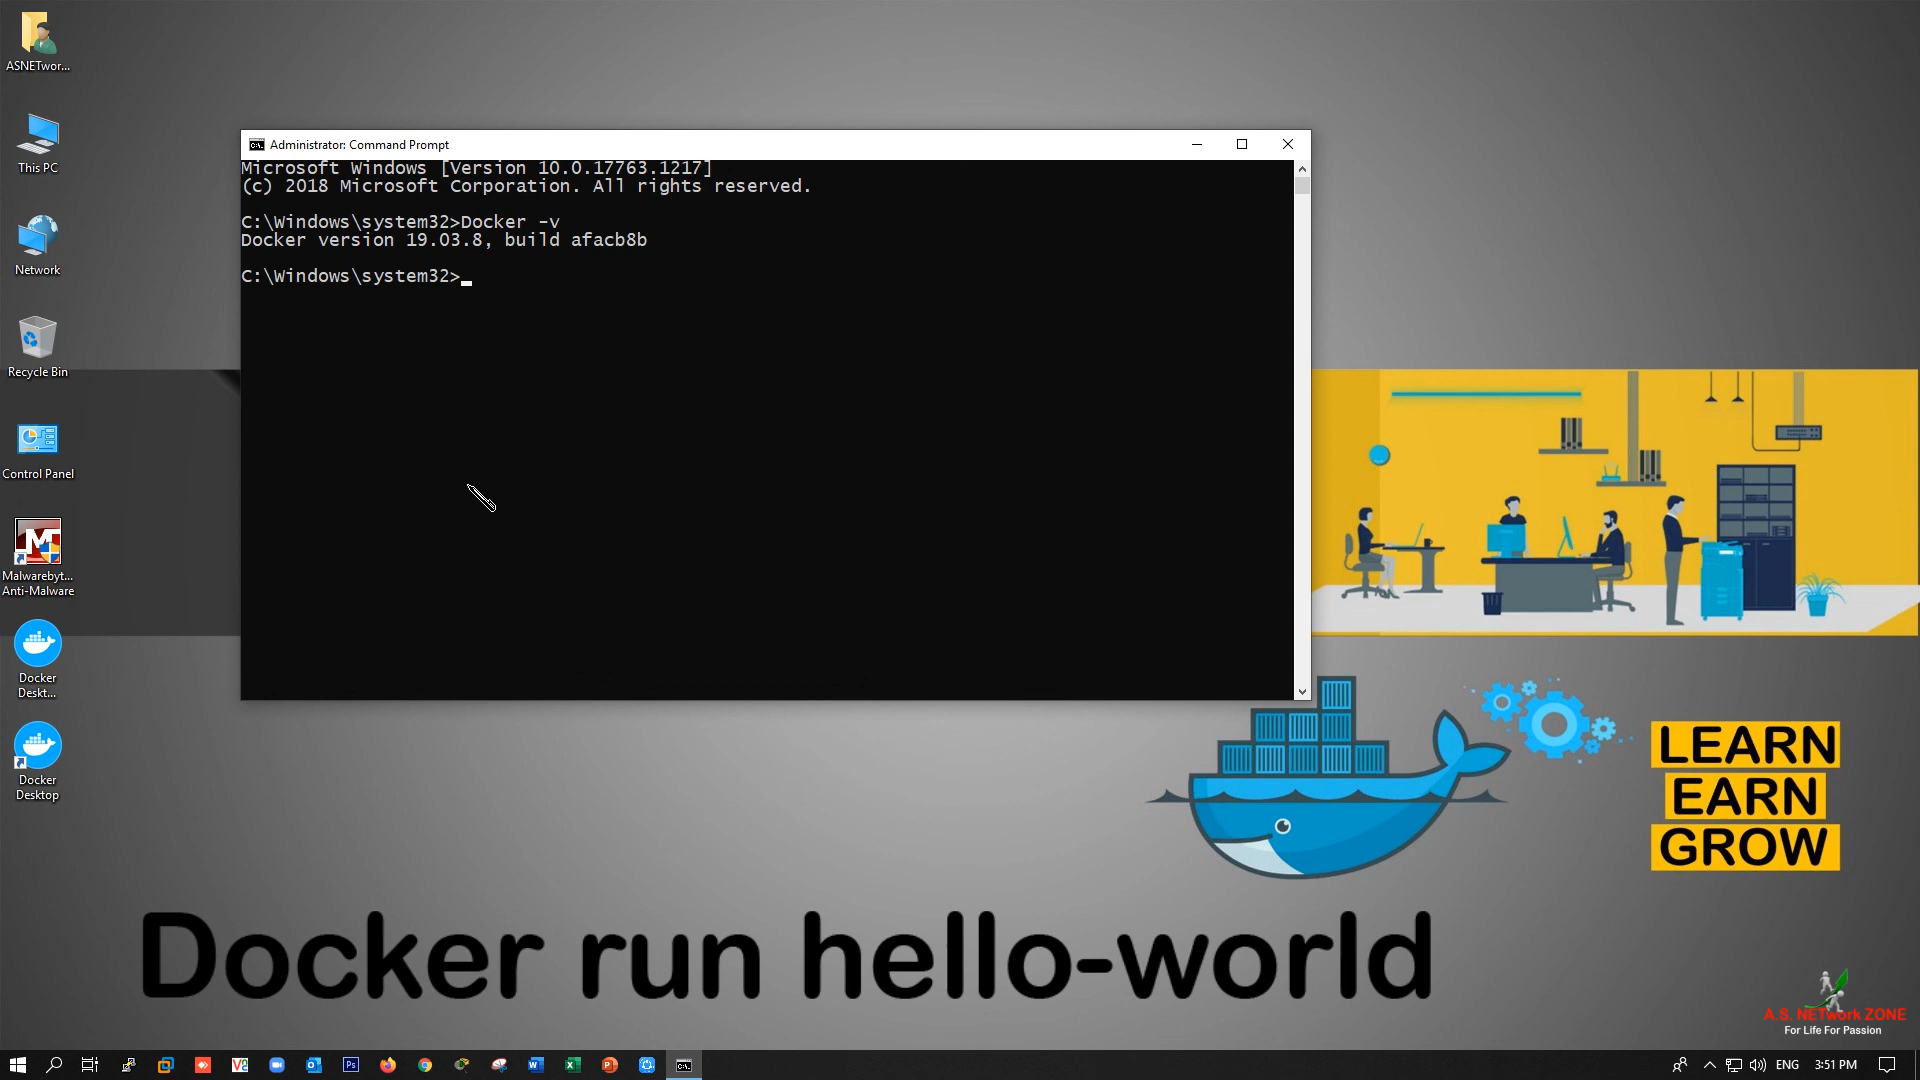 ASNETwor...
This PC
Network
Recycle Bin
Control Panel
Malwarebyt...
Anti-Malware
Docker
Deskt...
Docker
Desktop
Administrator: Command Prompt
Microsoft Windows [Version 10.0.17763.1217]
(c) 2018 Microsoft Corporation. All rights reserved.
C:\Windows\system32>Docker -v
Docker version 19.03.8, build afacb8b
C:\Windows\system32>
LEARN
EARN
GROW
Docker run hello-world
A.S. NETwork ZONE
For Life For Passion
ENG
3:51 PM